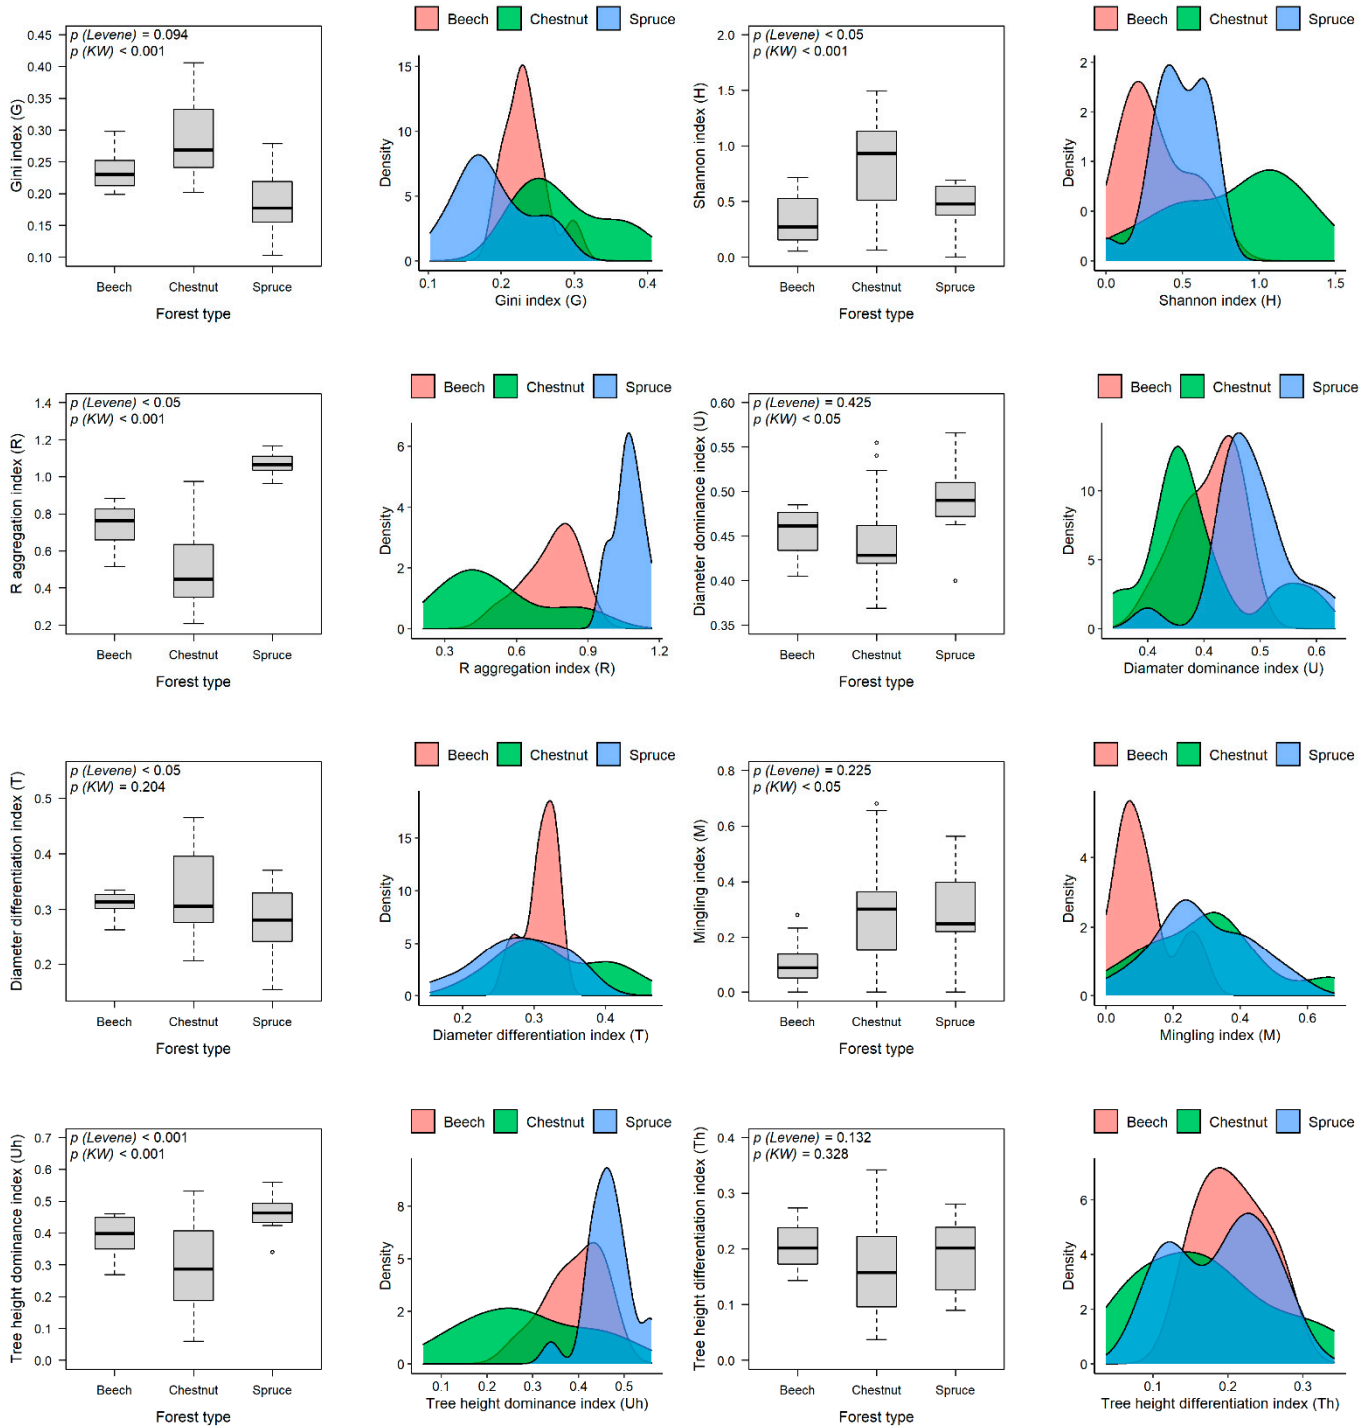 Beech Chestnut Spruce
Beech Chestnut Spruce
p (Levene) = 0.094
p (KW) < 0.001
Gini index (G)
0.45
0.40
0.35
0.30
0.25
0.20
0.15
0.10
Beech Chestnut Spruce
Forest type
Density
15
10
5
0
0.1 0.2 0.3 0.4
Gini index (G)
p (Levene) < 0.05
p (KW) < 0.001
Shannon index (H)
2.0
1.5
1.0
0.5
0.0
Beech Chestnut Spruce
Forest type
Density
2
2
1
1
0
0
0.0 0.5 1.0 1.5
Shannon index (H)
Beech Chestnut Spruce
Beech Chestnut Spruce
p (Levene) < 0.05
p (KW) < 0.001
R aggregation index (R)
1.4
1.2
1.0
0.8
0.6
0.4
0.2
Beech Chestnut Spruce
Forest type
Density
6
4
2
0
0.3 0.6 0.9 1.2
R aggregation index (R)
p (Levene) = 0.425
p (KW) < 0.05
Diameter dominance index (U)
0.60
0.55
0.50
0.45
0.40
0.35
Beech Chestnut Spruce
Forest type
Density
10
5
0
0.4 0.4 0.5 0.6
Diamater dominance index (U)
Beech Chestnut Spruce
Beech Chestnut Spruce
p (Levene) < 0.05
p (KW) = 0.204
Diameter differentiation index (T)
0.5
0.4
0.3
0.2
Beech Chestnut Spruce
Forest type
Density
15
10
5
0
0.2 0.3 0.4
Diameter differentiation index (T)
p (Levene) = 0.225
p (KW) < 0.05
Mingling index (M)
0.8
0.6
0.4
0.2
0.0
Beech Chestnut Spruce
Forest type
Density
4
2
0
0.0 0.2 0.4 0.6
Mingling index (M)
Beech Chestnut Spruce
Beech Chestnut Spruce
p (Levene) < 0.001
p (KW) < 0.001
Tree height dominance index (Uh)
0.7
0.6
0.5
0.4
0.3
0.2
0.1
0.0
Beech Chestnut Spruce
Forest type
Density
8
5
2
0
0.1 0.2 0.3 0.4 0.5
Tree height dominance index (Uh)
p (Levene) = 0.132
p (KW) = 0.328
Tree height differentiation index (Th)
0.4
0.3
0.2
0.1
0.0
Beech Chestnut Spruce
Forest type
Density
6
4
2
0
0.1 0.2 0.3
Tree height differentiation index (Th)